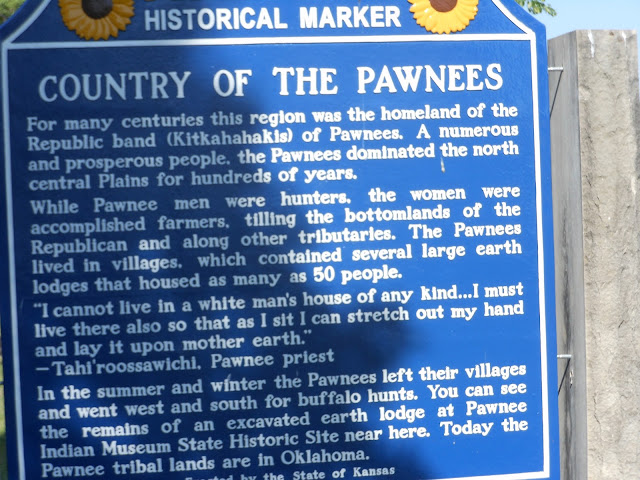 HISTORICAL MARKER
COUNTRY OF THE PAWNEES
For many centuries this region was the homeland of the
Republic band (Kitkahahakis) of Pawnees. A numerous
and prosperous people, the Pawnees dominated the north
central Plains for hundreds of years.
While Pawnee men were hunters, the women were
accomplished farmers, tilling the bottomlands of the
Republican and along other tributaries. The Pawnees
lived in villages, which contained several large earth
lodges that housed as many as 50 people.
"I cannot live in a white man's house of any kind...I must
live there also so that as I sit I can stretch out my hand
and lay it upon mother earth."
—Tahi'roossawichi, Pawnee priest
In the summer and winter the Pawnees left their villages
and went west and south for buffalo hunts. You can see
the remains of an excavated earth lodge at Pawnee
Indian Museum State Historic Site near here. Today the
Pawnee tribal lands are in Oklahoma.
Erected by the State of Kansas